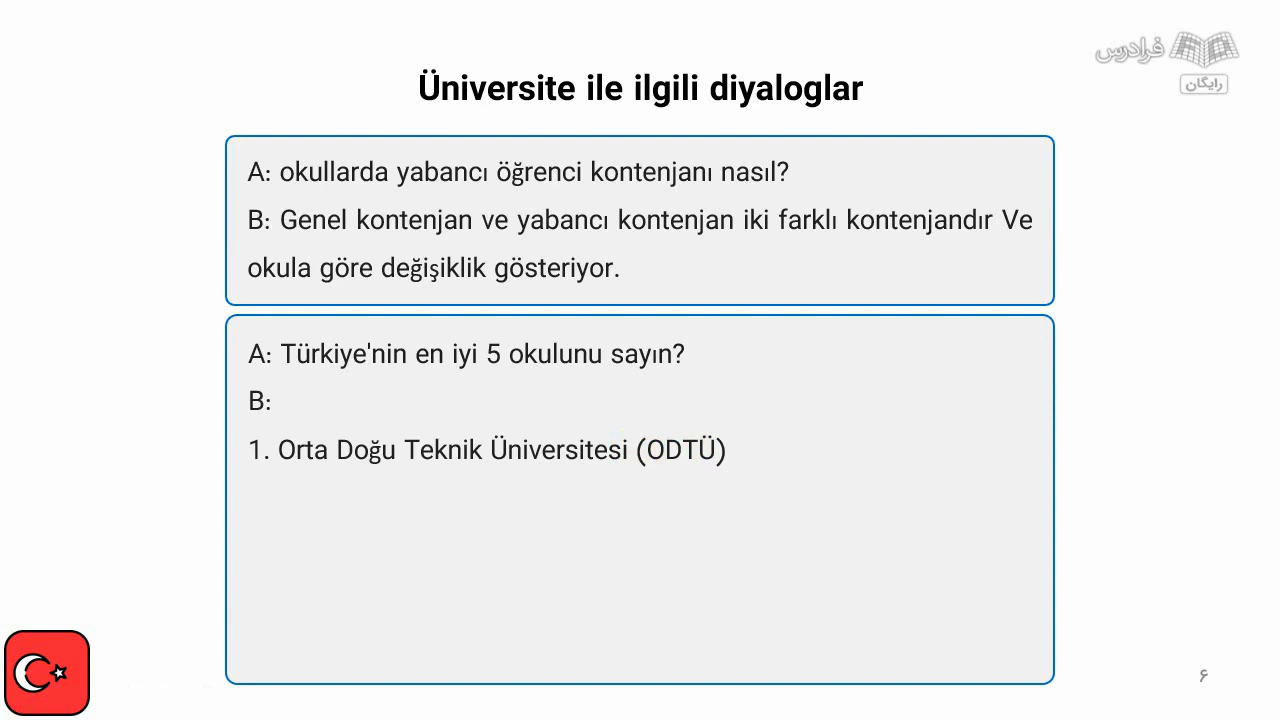 فرادرس
رایگان
Üniversite ile ilgili diyaloglar
A: okullarda yabancı öğrenci kontenjanı nasıl?
B: Genel kontenjan ve yabancı kontenjan iki farklı kontenjandır Ve
okula göre değişiklik gösteriyor.
A: Türkiye'nin en iyi 5 okulunu sayın?
B:
1. Orta Doğu Teknik Üniversitesi (ODTÜ)
۶